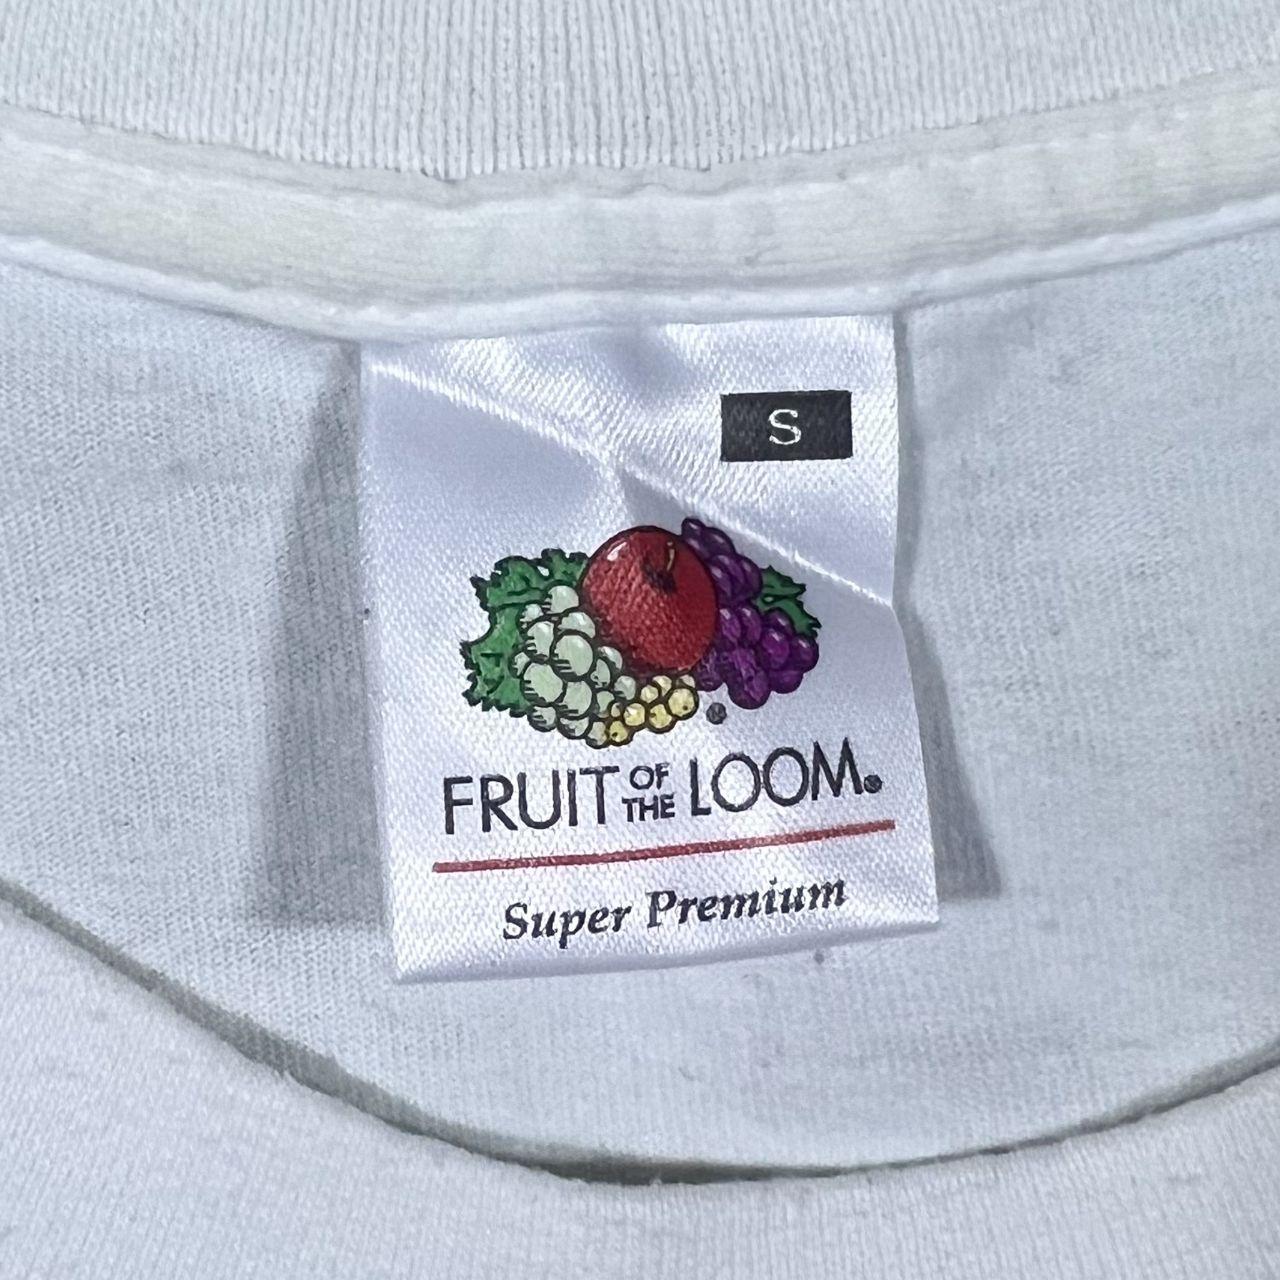 S
®
FRUIT OF THE LOOM®
Super Premium